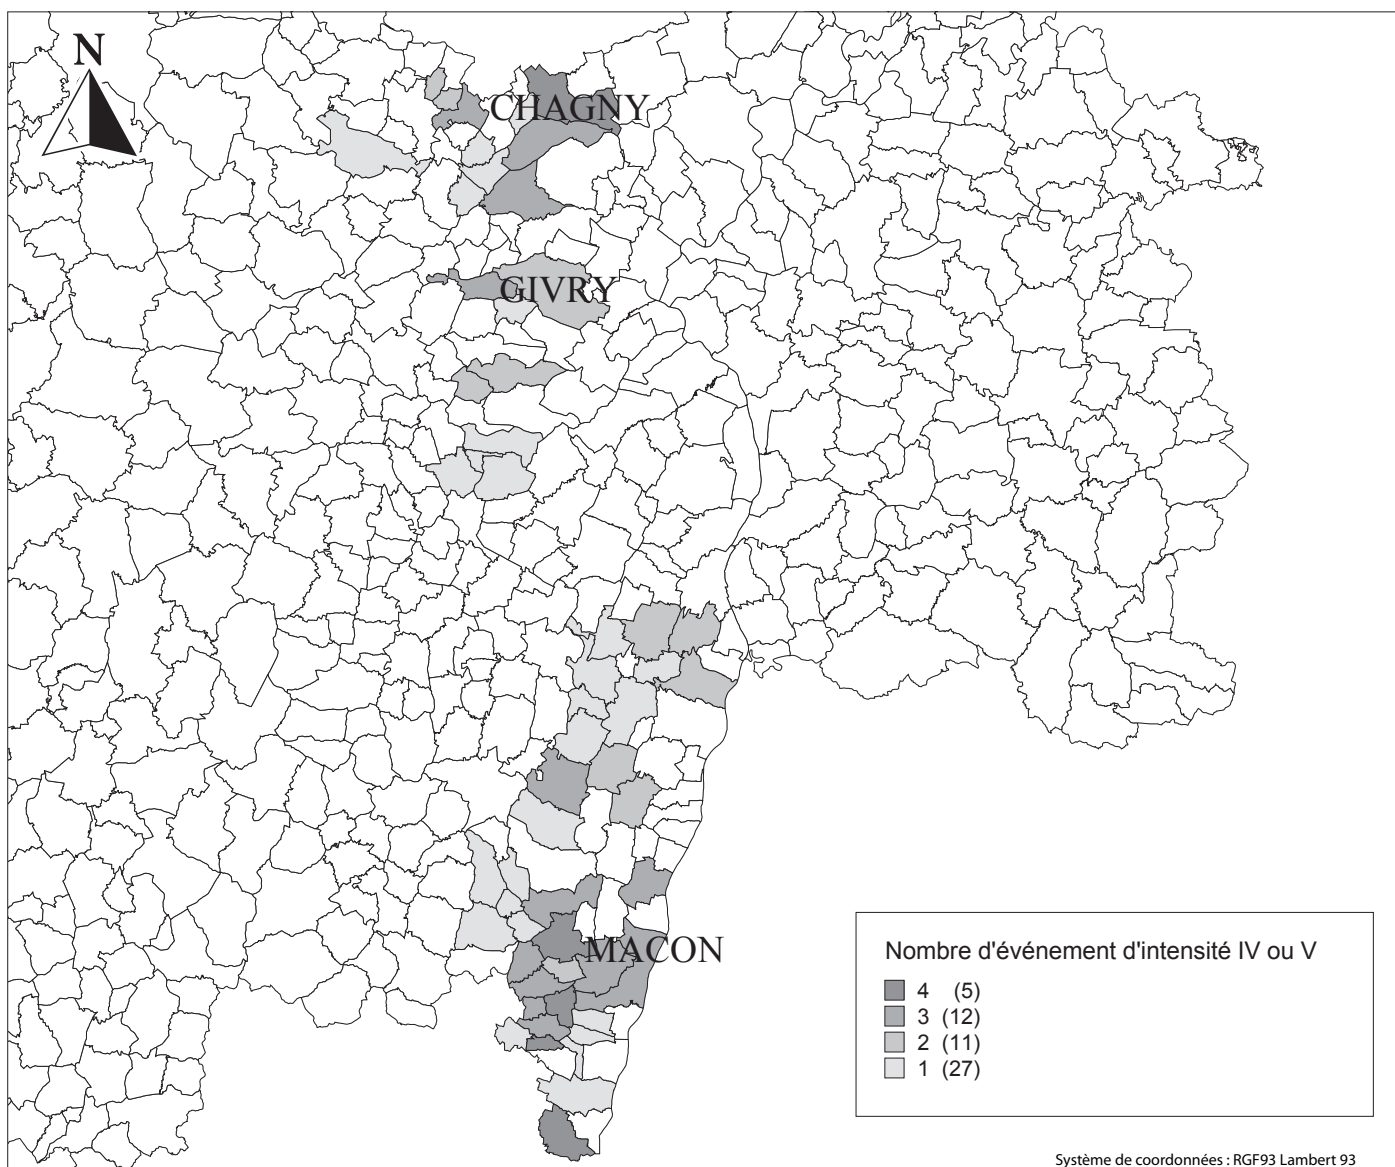 N
CHAGNY
GIVRY
MACON
Nombre d'événement d'intensité IV ou V
4 (5)
3 (12)
2 (11)
1 (27)
Système de coordonnées : RGF93 Lambert 93